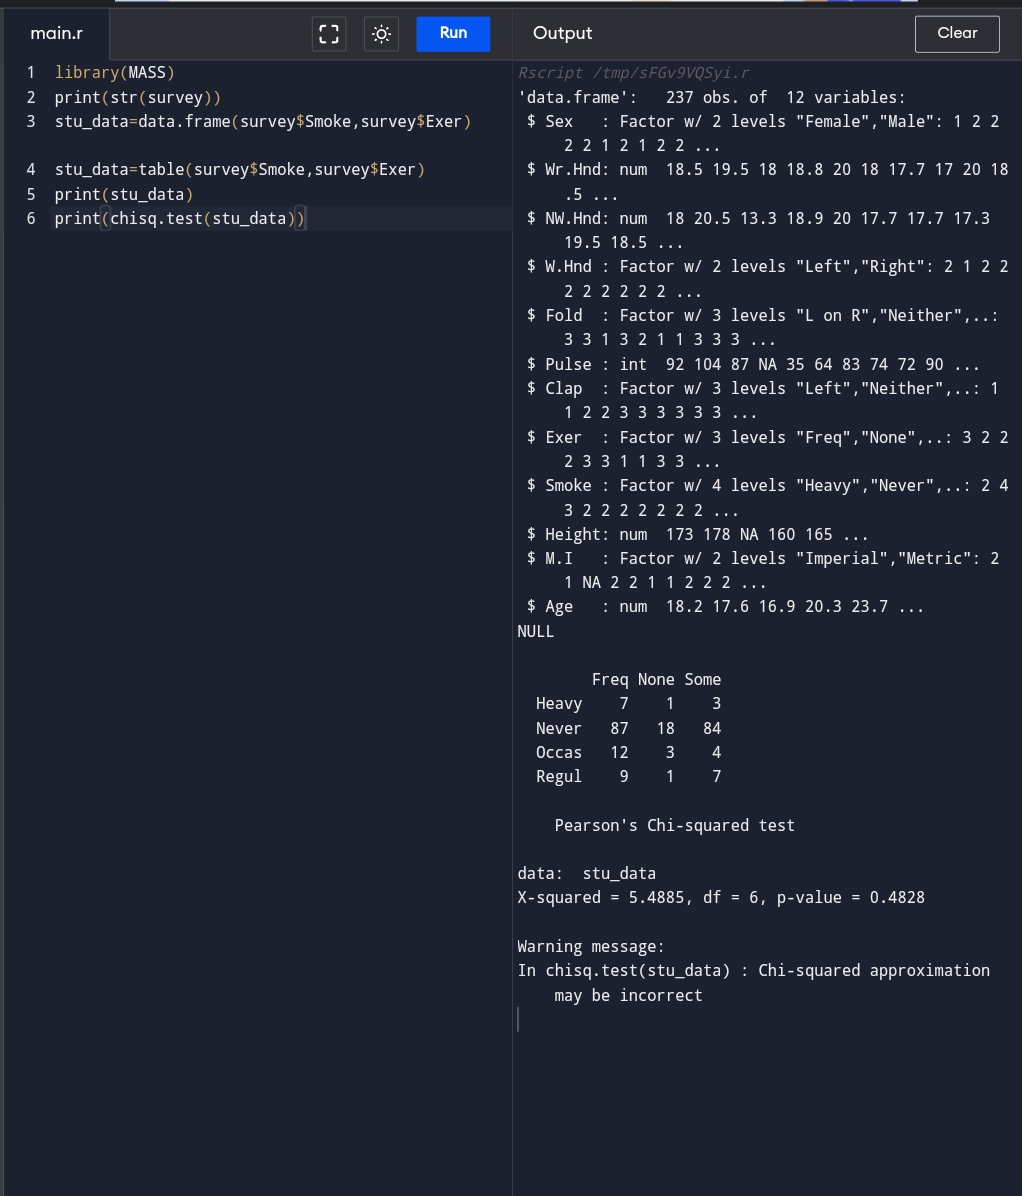 main.r
Run
Output
Clear
1 library(MASS)
2 print(str(survey))
3 stu_data=data.frame(survey$Smoke,survey$Exer)
4 stu_data=table(survey$Smoke,survey$Exer)
5 print(stu_data)
6 print(chisq.test(stu_data))
Rscript /tmp/sFGv9VQSyi.r
'data.frame':   237 obs. of  12 variables:
 $ Sex   : Factor w/ 2 levels "Female","Male": 1 2 2
     2 2 1 2 1 2 2 ...
 $ Wr.Hnd: num  18.5 19.5 18 18.8 20 18 17.7 17 20 18
     .5 ...
 $ NW.Hnd: num  18 20.5 13.3 18.9 20 17.7 17.7 17.3
     19.5 18.5 ...
 $ W.Hnd : Factor w/ 2 levels "Left","Right": 2 1 2 2
     2 2 2 2 2 2 ...
 $ Fold  : Factor w/ 3 levels "L on R","Neither",..:
     3 3 1 3 2 1 1 3 3 3 ...
 $ Pulse : int  92 104 87 NA 35 64 83 74 72 90 ...
 $ Clap  : Factor w/ 3 levels "Left","Neither",..: 1
     1 2 2 3 3 3 3 3 3 ...
 $ Exer  : Factor w/ 3 levels "Freq","None",..: 3 2 2
     2 3 3 1 1 3 3 ...
 $ Smoke : Factor w/ 4 levels "Heavy","Never",..: 2 4
     3 2 2 2 2 2 2 2 ...
 $ Height: num  173 178 NA 160 165 ...
 $ M.I   : Factor w/ 2 levels "Imperial","Metric": 2
     1 NA 2 2 1 1 2 2 2 ...
 $ Age   : num  18.2 17.6 16.9 20.3 23.7 ...
NULL
        Freq None Some
  Heavy    7    1    3
  Never   87   18   84
  Occas   12    3    4
  Regul    9    1    7
    Pearson's Chi-squared test
data:  stu_data
X-squared = 5.4885, df = 6, p-value = 0.4828
Warning message:
In chisq.test(stu_data) : Chi-squared approximation
    may be incorrect